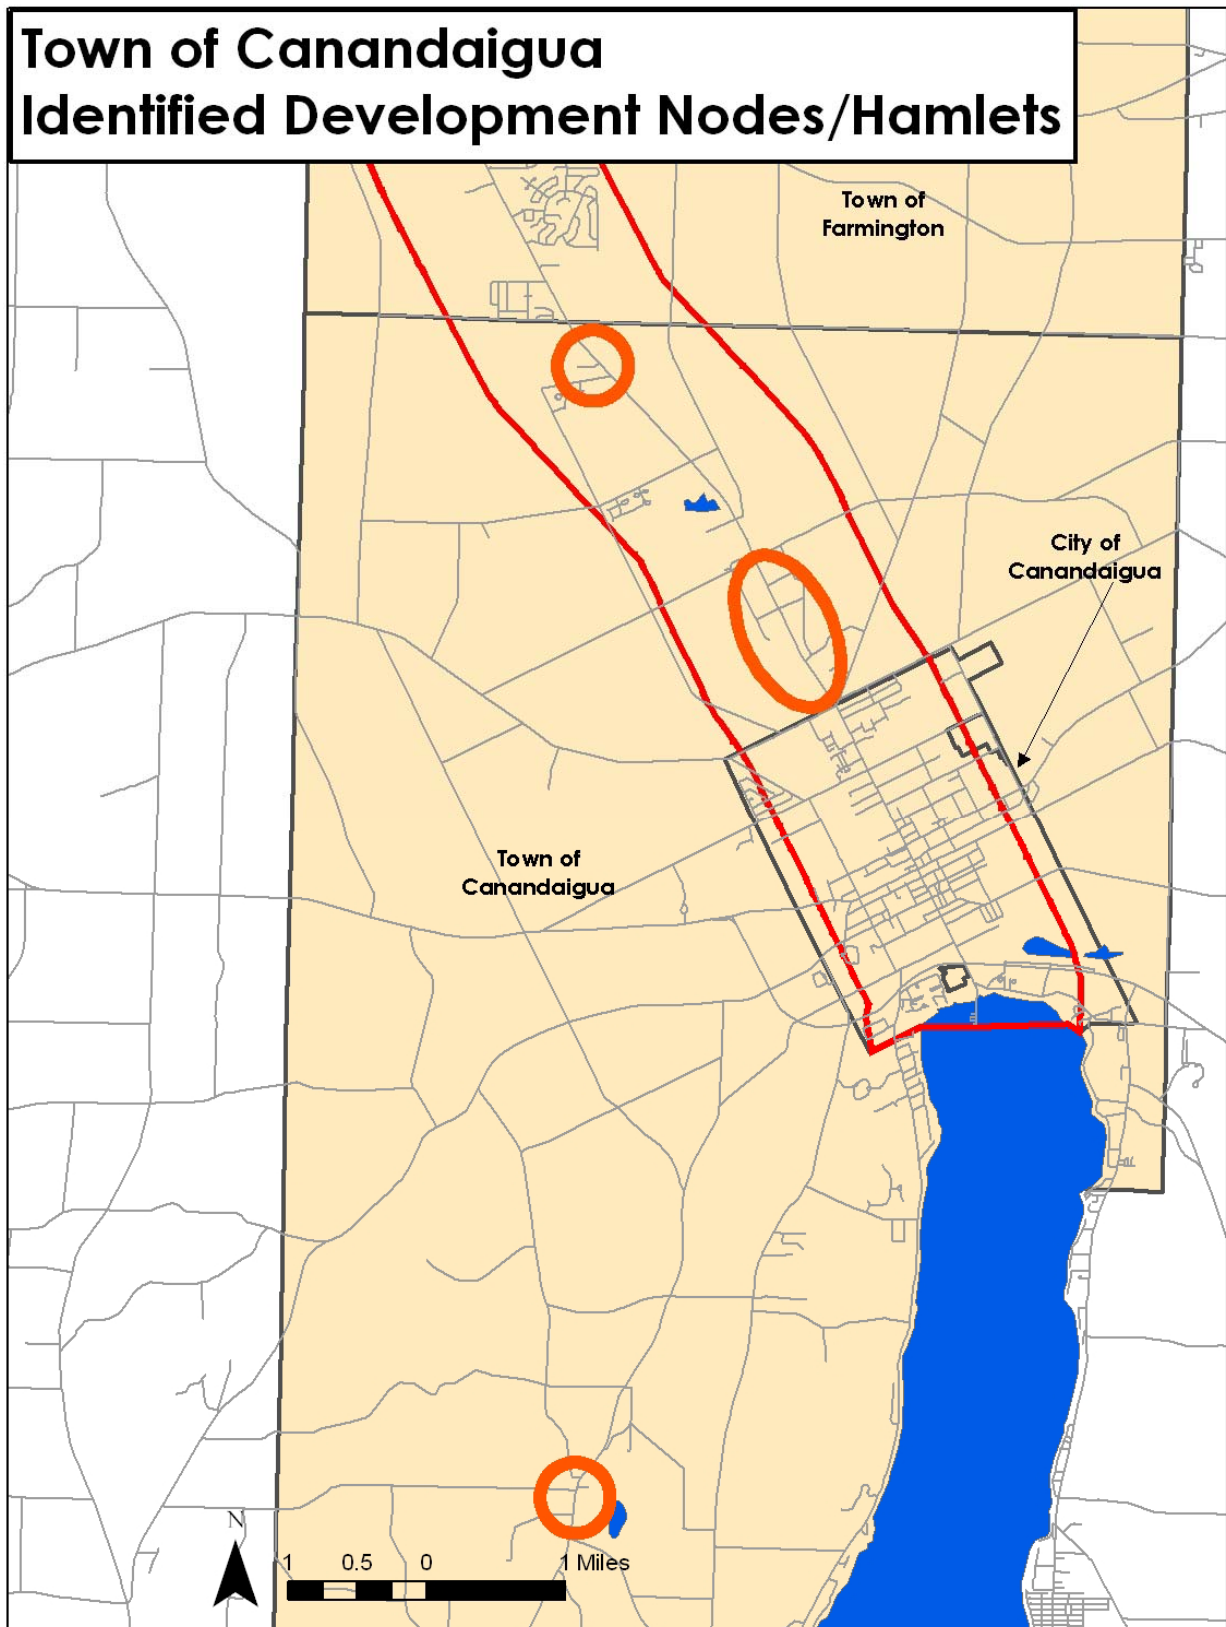 Town of Canandaigua
Identified Development Nodes/Hamlets
Town of
Farmington
City of
Canandaigua
Town of
Canandaigua
N
1 0.5 0 1 Miles